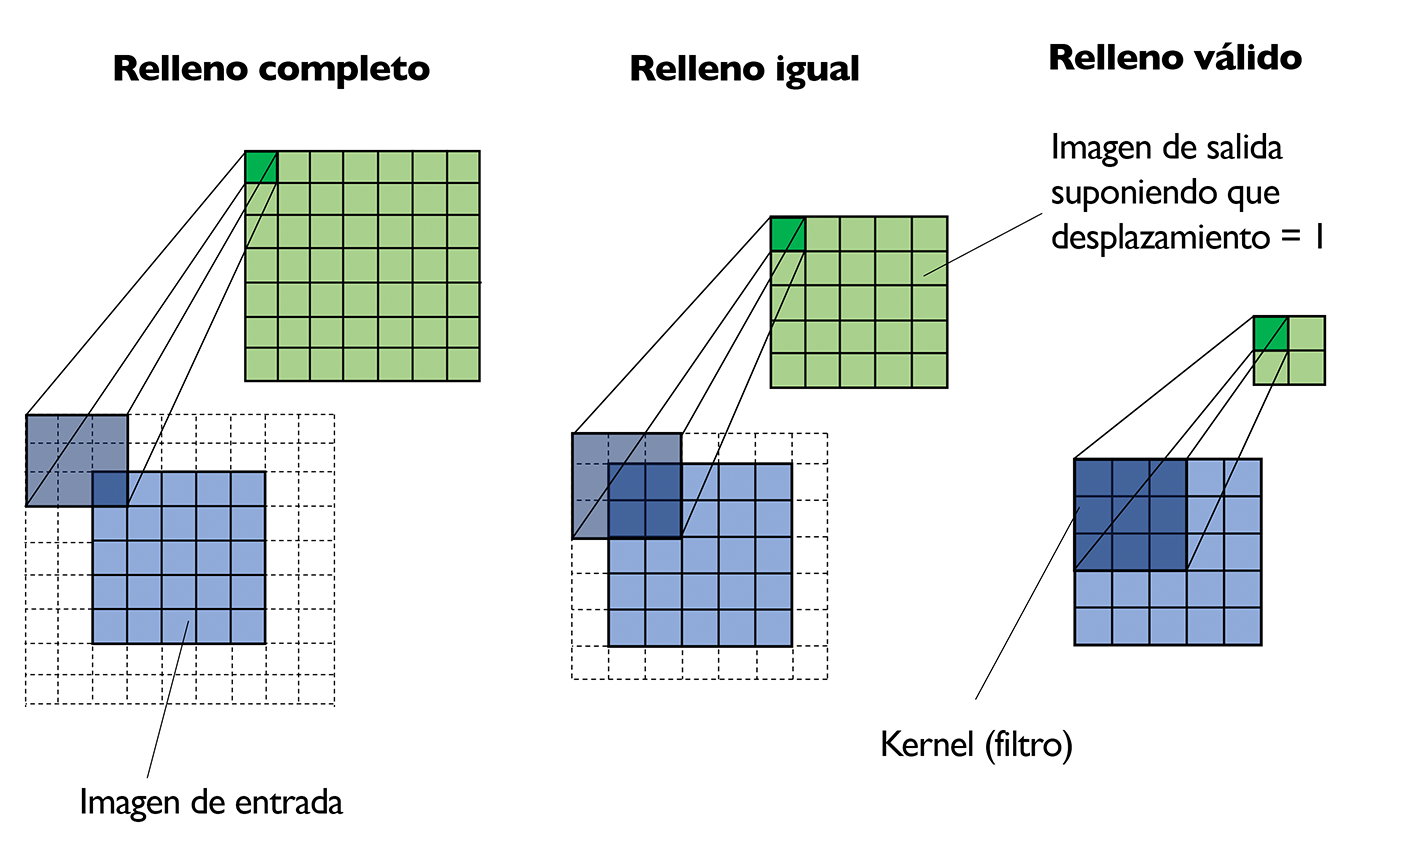 Relleno completo
Relleno igual
Relleno válido
Imagen de salida
suponiendo que
desplazamiento = 1
Kernel (filtro)
Imagen de entrada